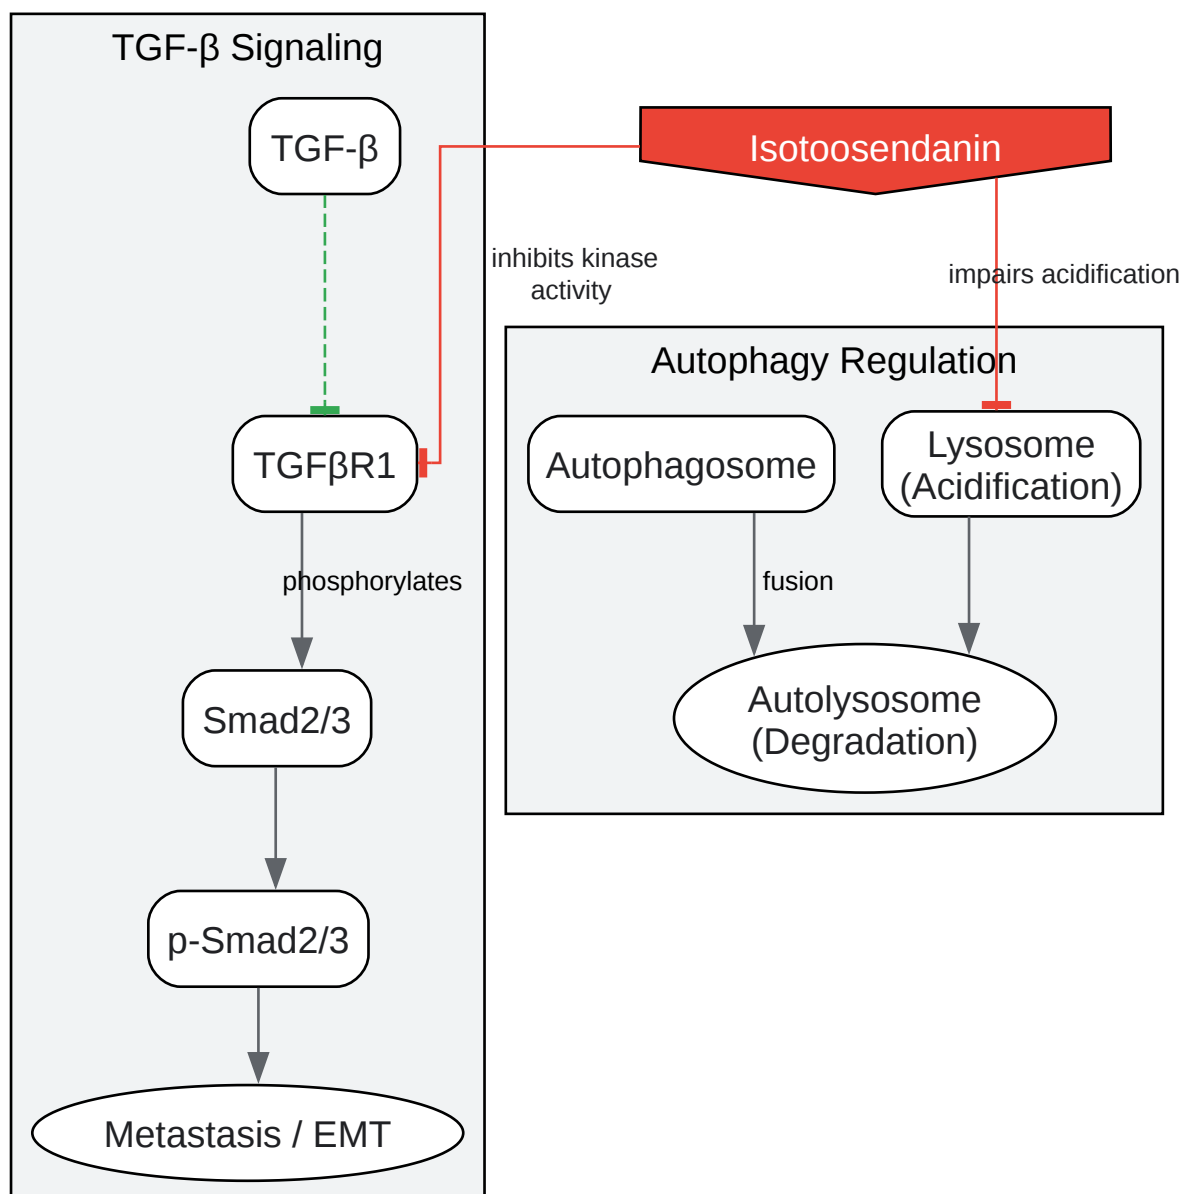 TGF-β Signaling
TGF-β
Isotoosendanin
inhibits kinase
activity
impairs acidification
Autophagy Regulation
TGFβR1
Autophagosome
Lysosome
(Acidification)
phosphorylates
fusion
Smad2/3
Autolysosome
(Degradation)
p-Smad2/3
Metastasis / EMT